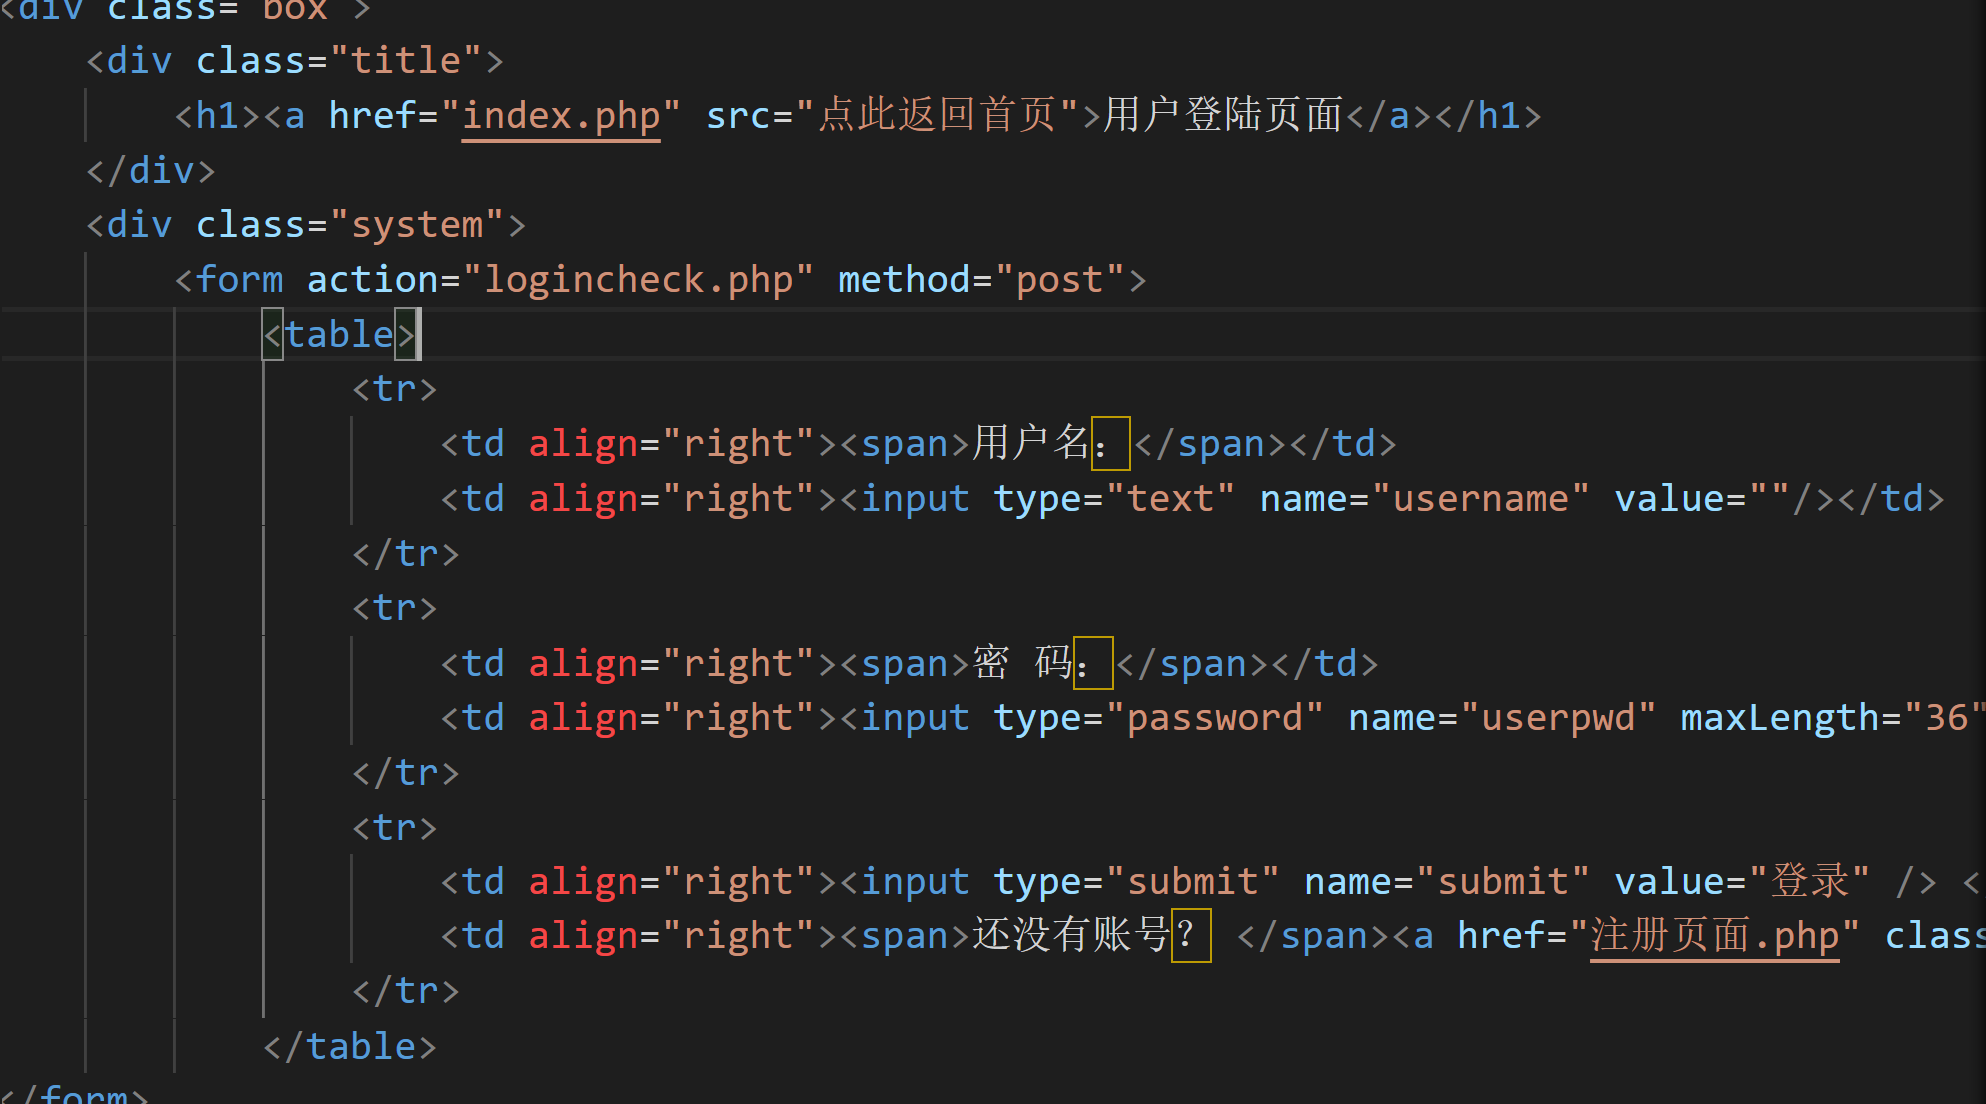 <div class="box">
<div class="title">
<h1><a href="index.php" src="点此返回首页">用户登陆页面</a></h1>
</div>
<div class="system">
<form action="logincheck.php" method="post">
<table>
<tr>
<td align="right"><span>用户名：</span></td>
<td align="right"><input type="text" name="username" value=""/></td>
</tr>
<tr>
<td align="right"><span>密 码：</span></td>
<td align="right"><input type="password" name="userpwd" maxLength="36"
</tr>
<tr>
<td align="right"><input type="submit" name="submit" value="登录" /> <
<td align="right"><span>还没有账号？ </span><a href="注册页面.php" class
</tr>
</table>
</form>